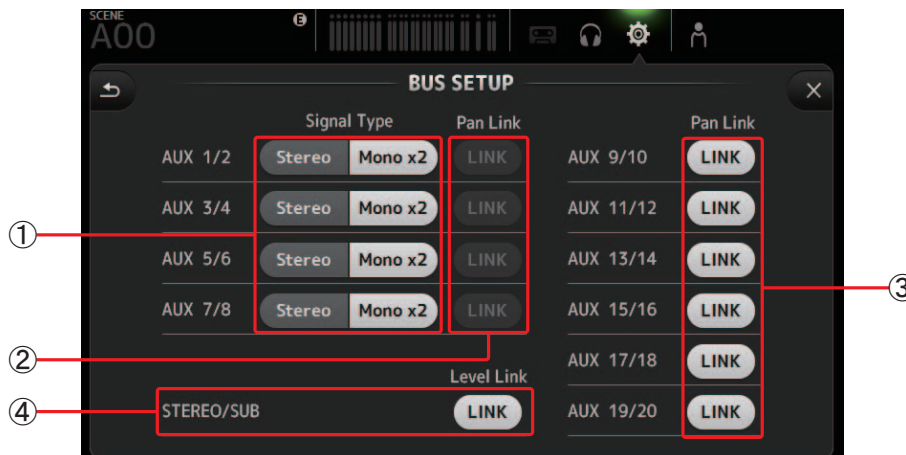 SCENE
A00
E
BUS SETUP
Signal Type Pan Link Pan Link
AUX 1/2 Stereo Mono x2 LINK AUX 9/10 LINK
AUX 3/4 Stereo Mono x2 LINK AUX 11/12 LINK
① ③
AUX 5/6 Stereo Mono x2 LINK AUX 13/14 LINK
AUX 7/8 Stereo Mono x2 LINK AUX 15/16 LINK
② AUX 17/18 LINK
Level Link
④ STEREO/SUB LINK AUX 19/20 LINK